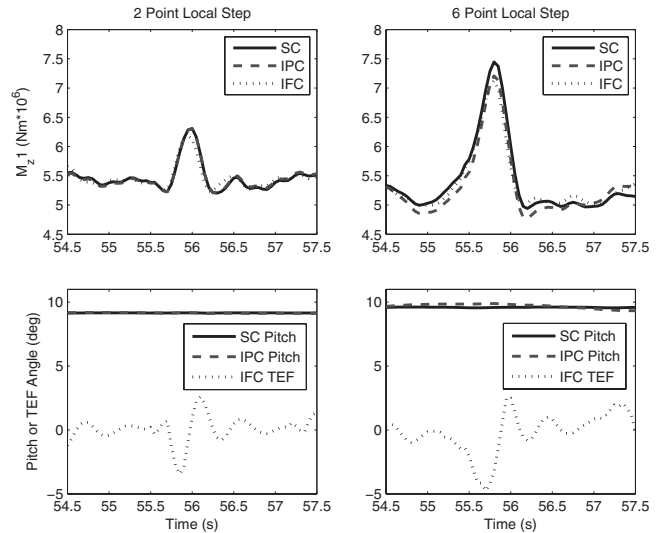 2 Point Local Step
6 Point Local Step
M_z1 (Nm*10^6)
8
7.5
7
6.5
6
5.5
5
4.5
SC
IPC
IFC
54.5 55 55.5 56 56.5 57 57.5
8
7.5
7
6.5
6
5.5
5
4.5
SC
IPC
IFC
54.5 55 55.5 56 56.5 57 57.5
Pitch or TEF Angle (deg)
10
5
0
−5
SC Pitch
IPC Pitch
IFC TEF
54.5 55 55.5 56 56.5 57 57.5
Time (s)
10
5
0
−5
SC Pitch
IPC Pitch
IFC TEF
54.5 55 55.5 56 56.5 57 57.5
Time (s)